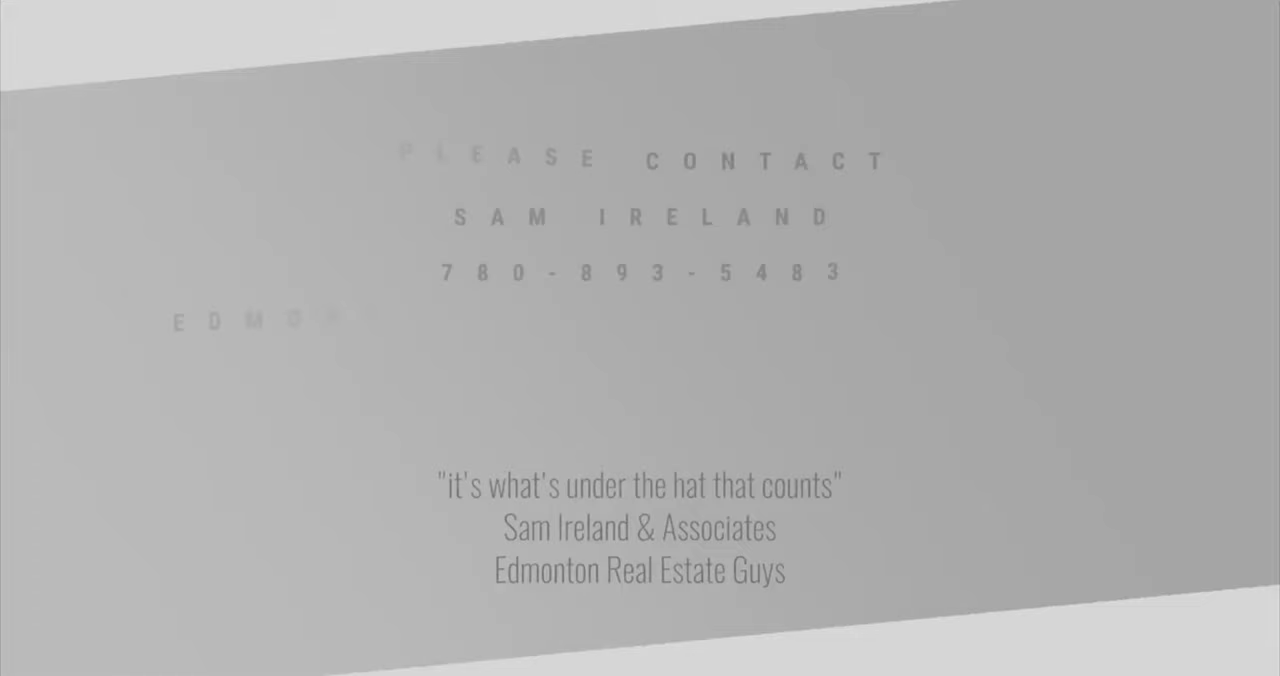 PLEASE CONTACT
SAM IRELAND
780-893-5483
"it's what's under the hat that counts"
Sam Ireland & Associates
Edmonton Real Estate Guys